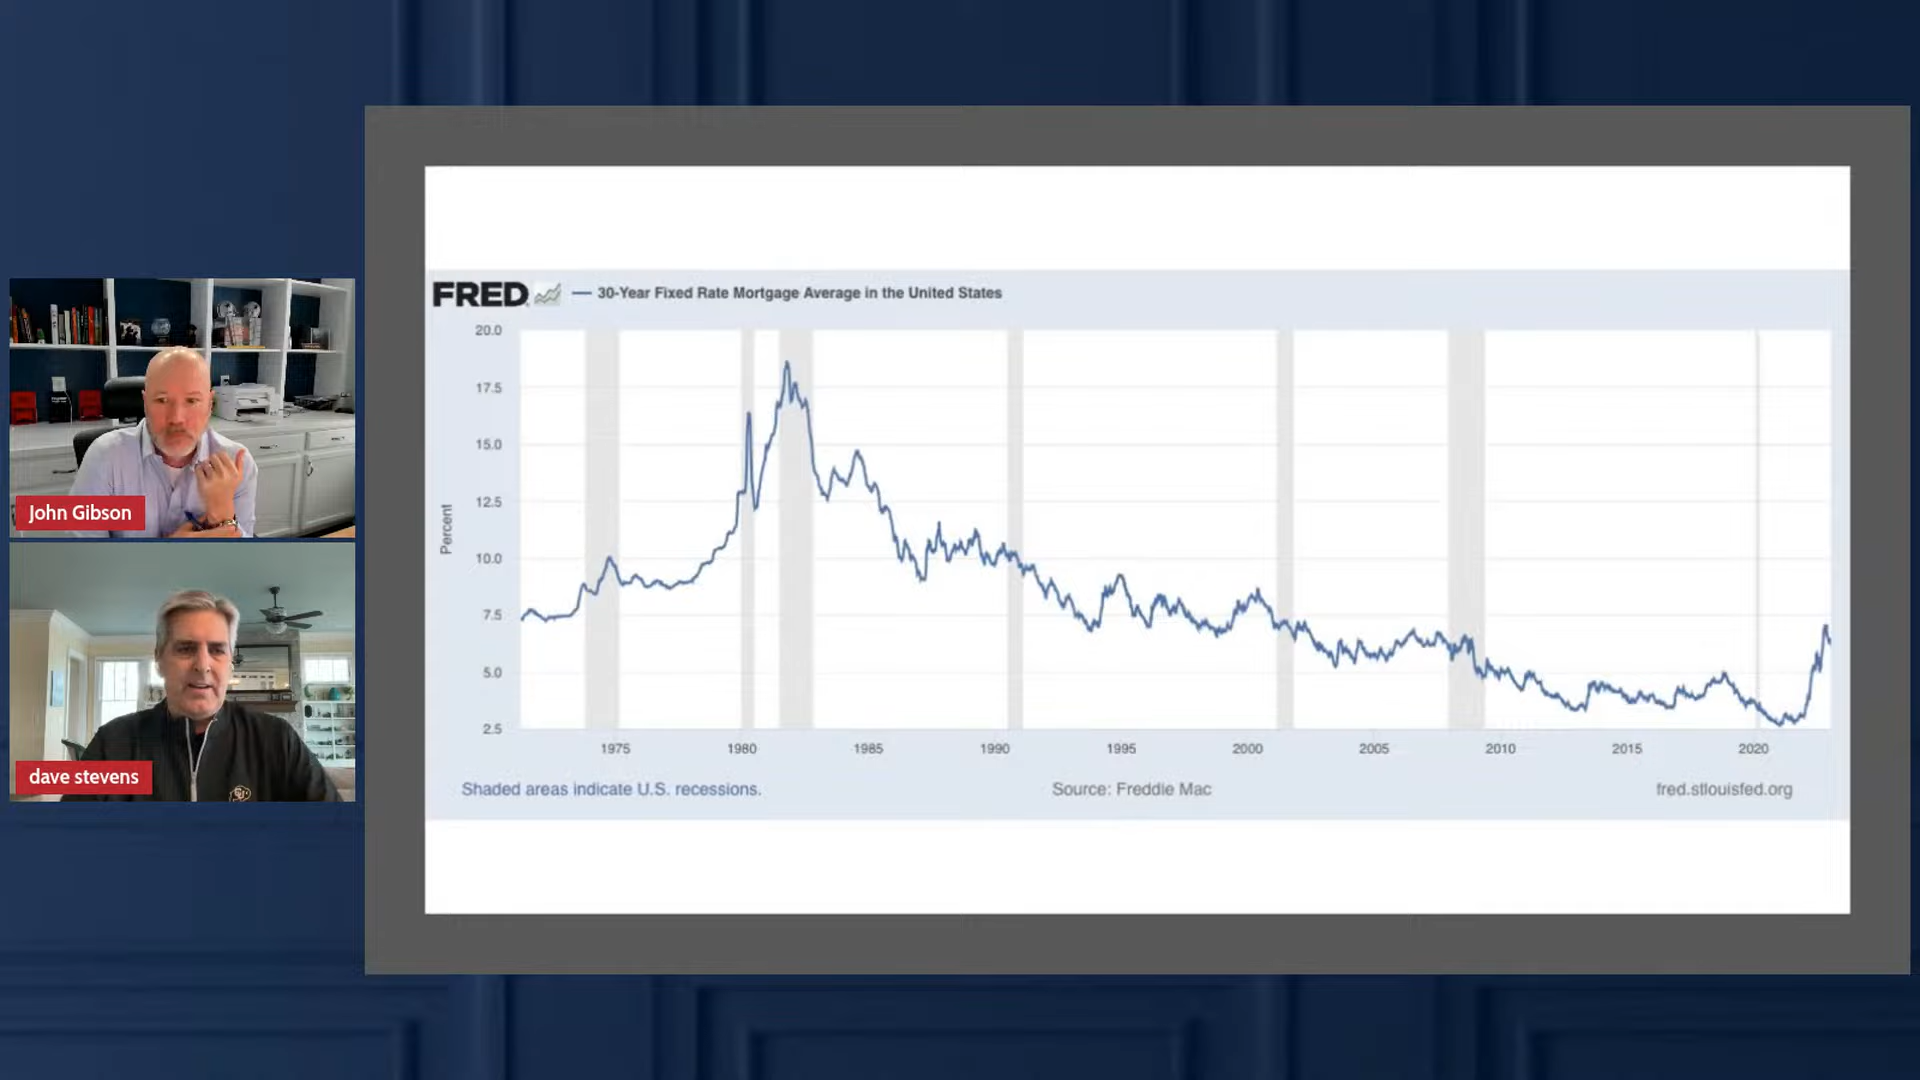 FRED
30-Year Fixed Rate Mortgage Average in the United States
20.0
17.5
15.0
12.5
10.0
7.5
5.0
2.5
Percent
1975 1980 1985 1990 1995 2000 2005 2010 2015 2020
Shaded areas indicate U.S. recessions. Source: Freddie Mac fred.stlouisfed.org
John Gibson
dave stevens